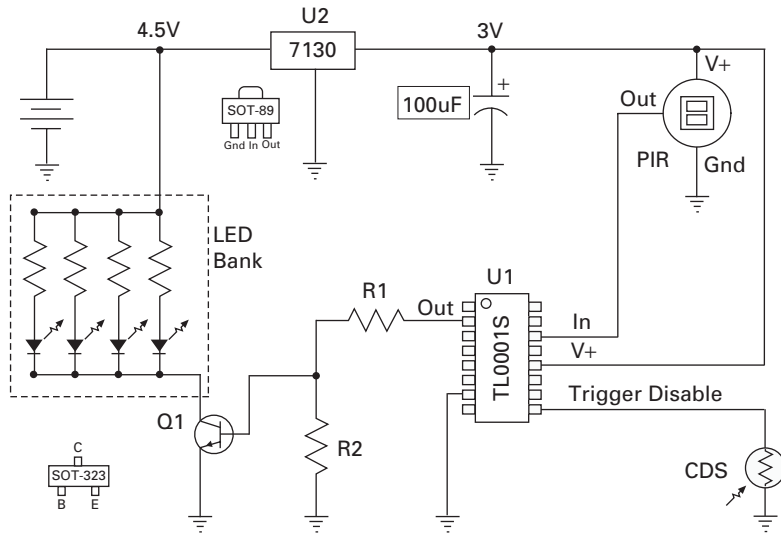 U2
4.5V
7130
3V
V+
SOT-89
Gnd In Out
100uF
+
Out
PIR
Gnd
LED
Bank
U1
R1
Out
TL0001S
In
V+
Trigger Disable
Q1
R2
CDS
C
SOT-323
B E